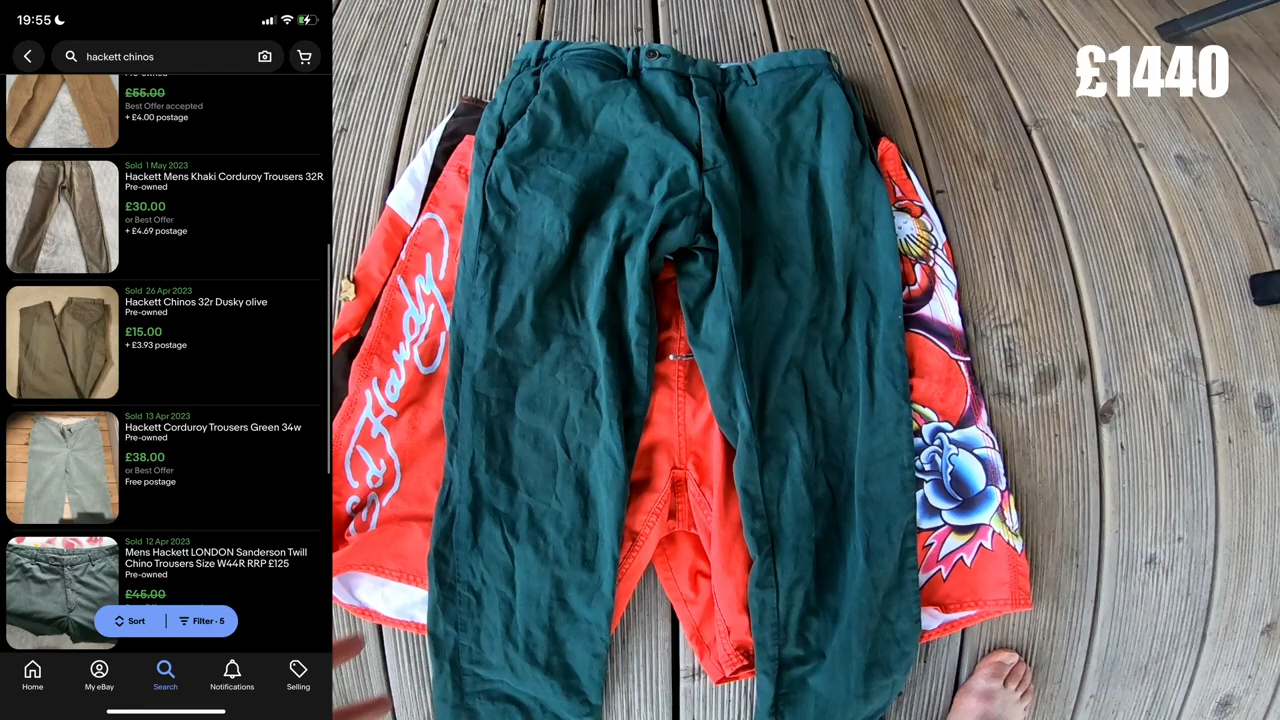 19:55
hackett chinos
£55.00
Best Offer accepted
+ £4.00 postage
Sold 1 May 2023
Hackett Mens Khaki Corduroy Trousers 32R
Pre-owned
£30.00
or Best Offer
+ £4.69 postage
Sold 26 Apr 2023
Hackett Chinos 32r Dusky olive
Pre-owned
£15.00
+ £3.93 postage
Sold 13 Apr 2023
Hackett Corduroy Trousers Green 34w
Pre-owned
£38.00
or Best Offer
Free postage
Sold 12 Apr 2023
Mens Hackett LONDON Sanderson Twill
Chino Trousers Size W44R RRP £125
Pre-owned
£45.00
Sort
Filter · 5
Home
My eBay
Search
Notifications
Selling
Ed Hardy
£1440